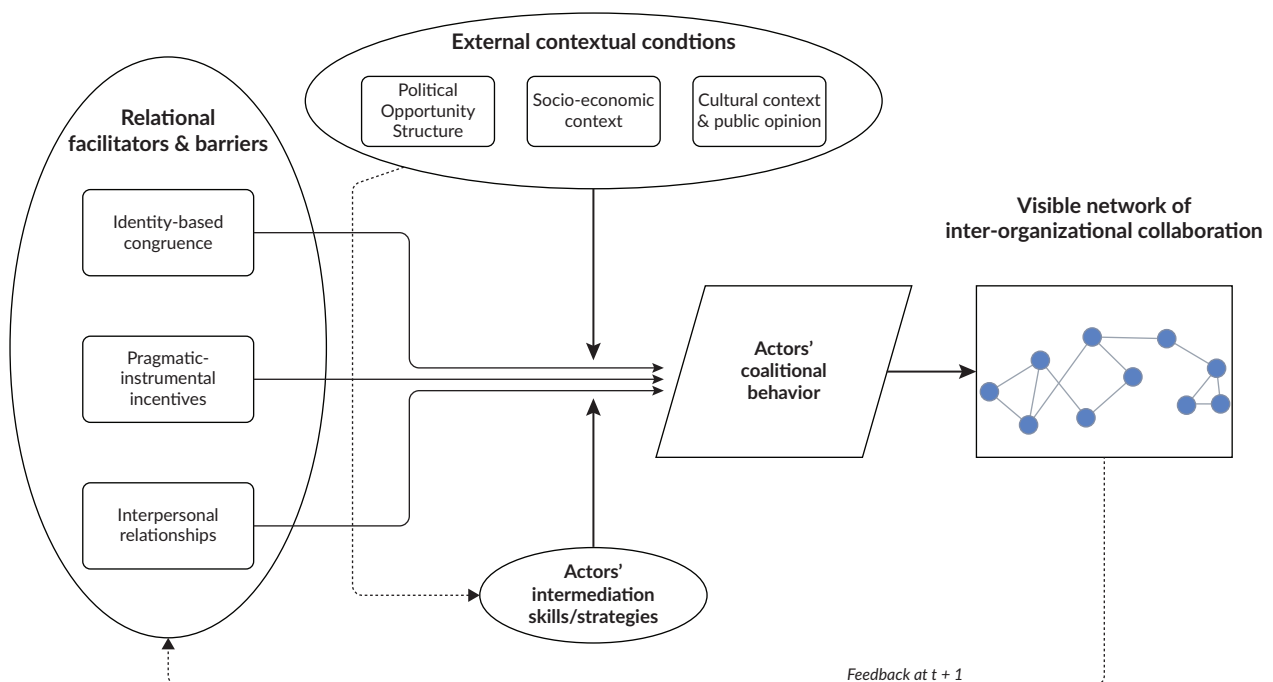 External contextual condtions
Political
Opportunity
Structure
Socio-economic
context
Cultural context
& public opinion
Relational
facilitators & barriers
Identity-based
congruence
Pragmatic-
instrumental
incentives
Interpersonal
relationships
Actors’
intermediation
skills/strategies
Actors’
coalitional
behavior
Visible network of
inter-organizational collaboration
Feedback at t + 1